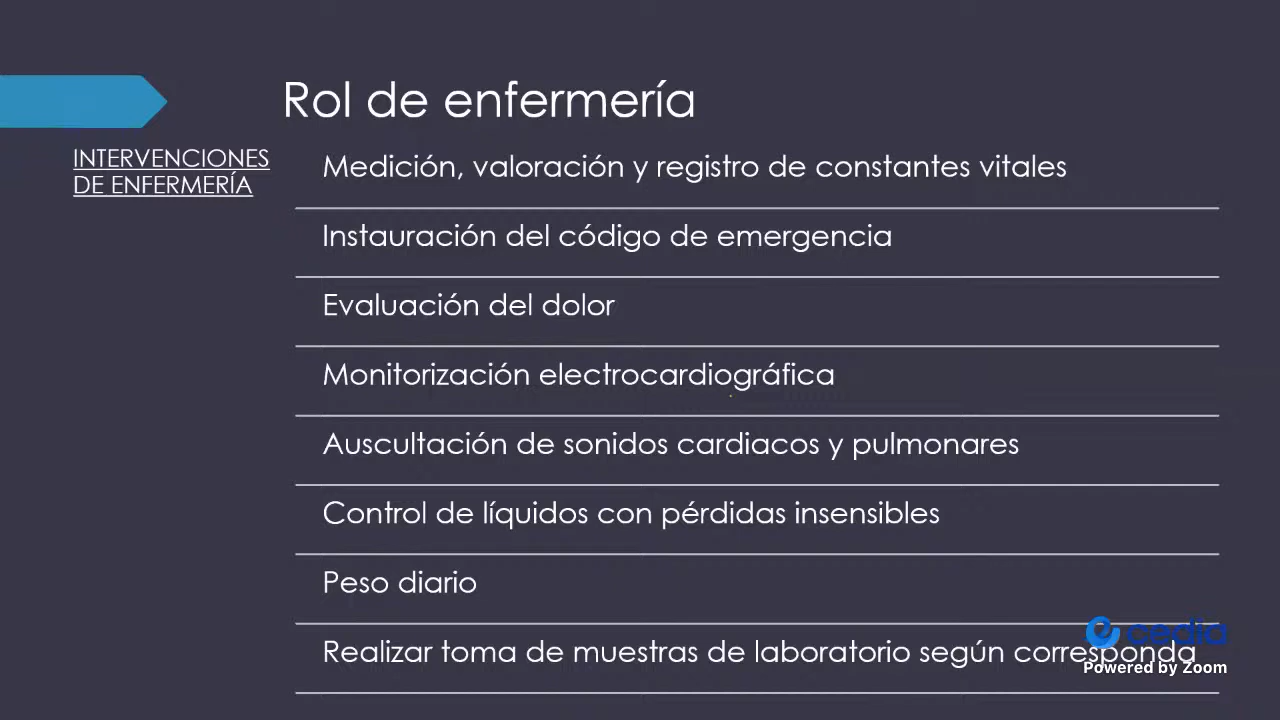 Rol de enfermería
INTERVENCIONES
DE ENFERMERÍA
Medición, valoración y registro de constantes vitales
Instauración del código de emergencia
Evaluación del dolor
Monitorización electrocardiográfica
Auscultación de sonidos cardiacos y pulmonares
Control de líquidos con pérdidas insensibles
Peso diario
Realizar toma de muestras de laboratorio según corresponda
cedia
Powered by Zoom